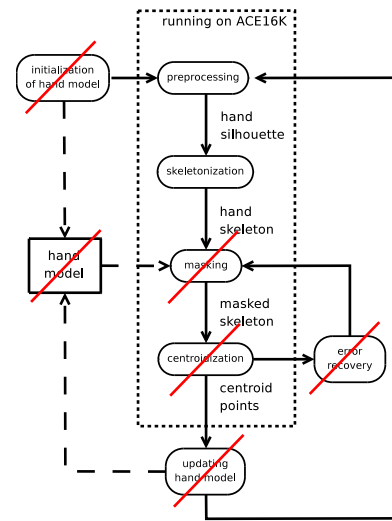 running on ACE16K
initialization
of hand model
preprocessing
hand
silhouette
skeletonization
hand
skeleton
hand
model
masking
masked
skeleton
centroidization
error
recovery
centroid
points
updating
hand model